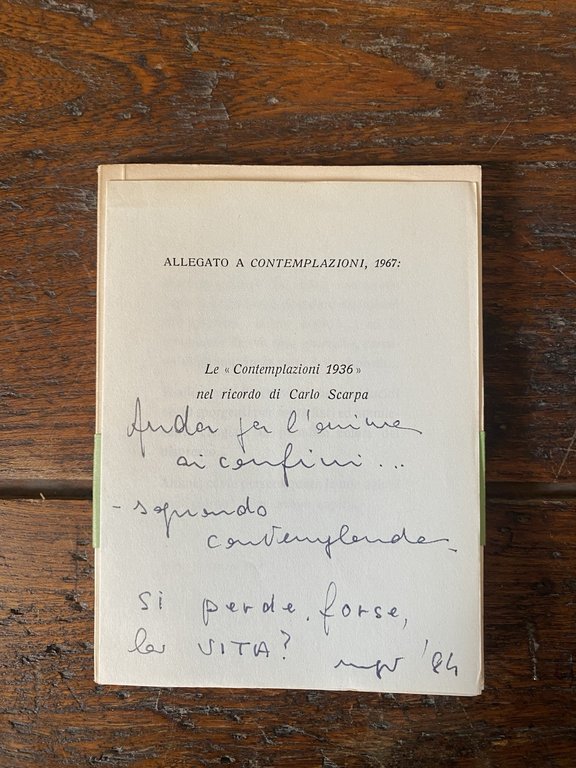 ALLEGATO A CONTEMPLAZIONI, 1967:
Le « Contemplazioni 1936 »
nel ricordo di Carlo Scarpa
Andar per l'anima
ai confini...
- sognando
contemplando -
si perde, forse,
la VITA?
'84